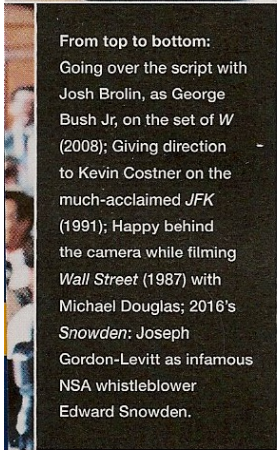 From top to bottom:
Going over the script with
Josh Brolin, as George
Bush Jr, on the set of W
(2008); Giving direction
to Kevin Costner on the
much-acclaimed JFK
(1991); Happy behind
the camera while filming
Wall Street (1987) with
Michael Douglas; 2016's
Snowden: Joseph
Gordon-Levitt as infamous
NSA whistleblower
Edward Snowden.